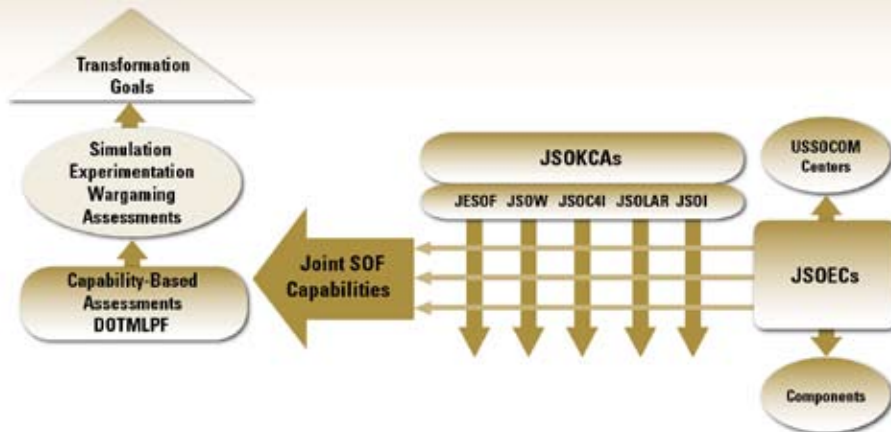 Transformation
Goals
Simulation
Experimentation
Wargaming
Assessments
Capability-Based
Assessments
DOTMLPF
Joint SOF
Capabilities
JSOKCAs
JESOF JSOW JSOC4I JSOLAR JSOI
USSOCOM
Centers
JSOECs
Components